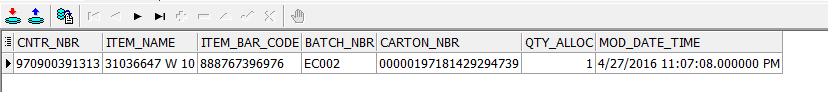 CNTR_NBR ITEM_NAME ITEM_BAR_CODE BATCH_NBR CARTON_NBR QTY_ALLOC MOD_DATE_TIME
970900391313 31036647 W 10 888767396976 EC002 00000197181429294739 1 4/27/2016 11:07:08.000000 PM